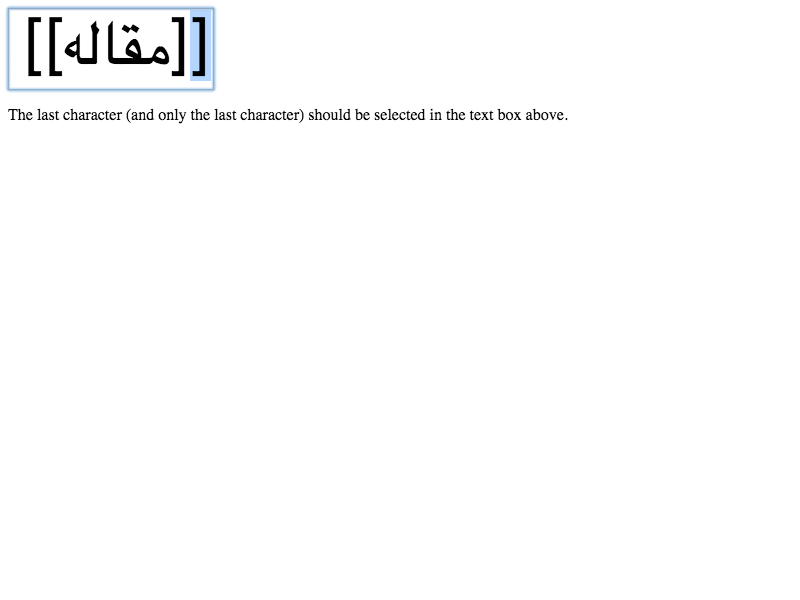 [[مقاله]]
The last character (and only the last character) should be selected in the text box above.